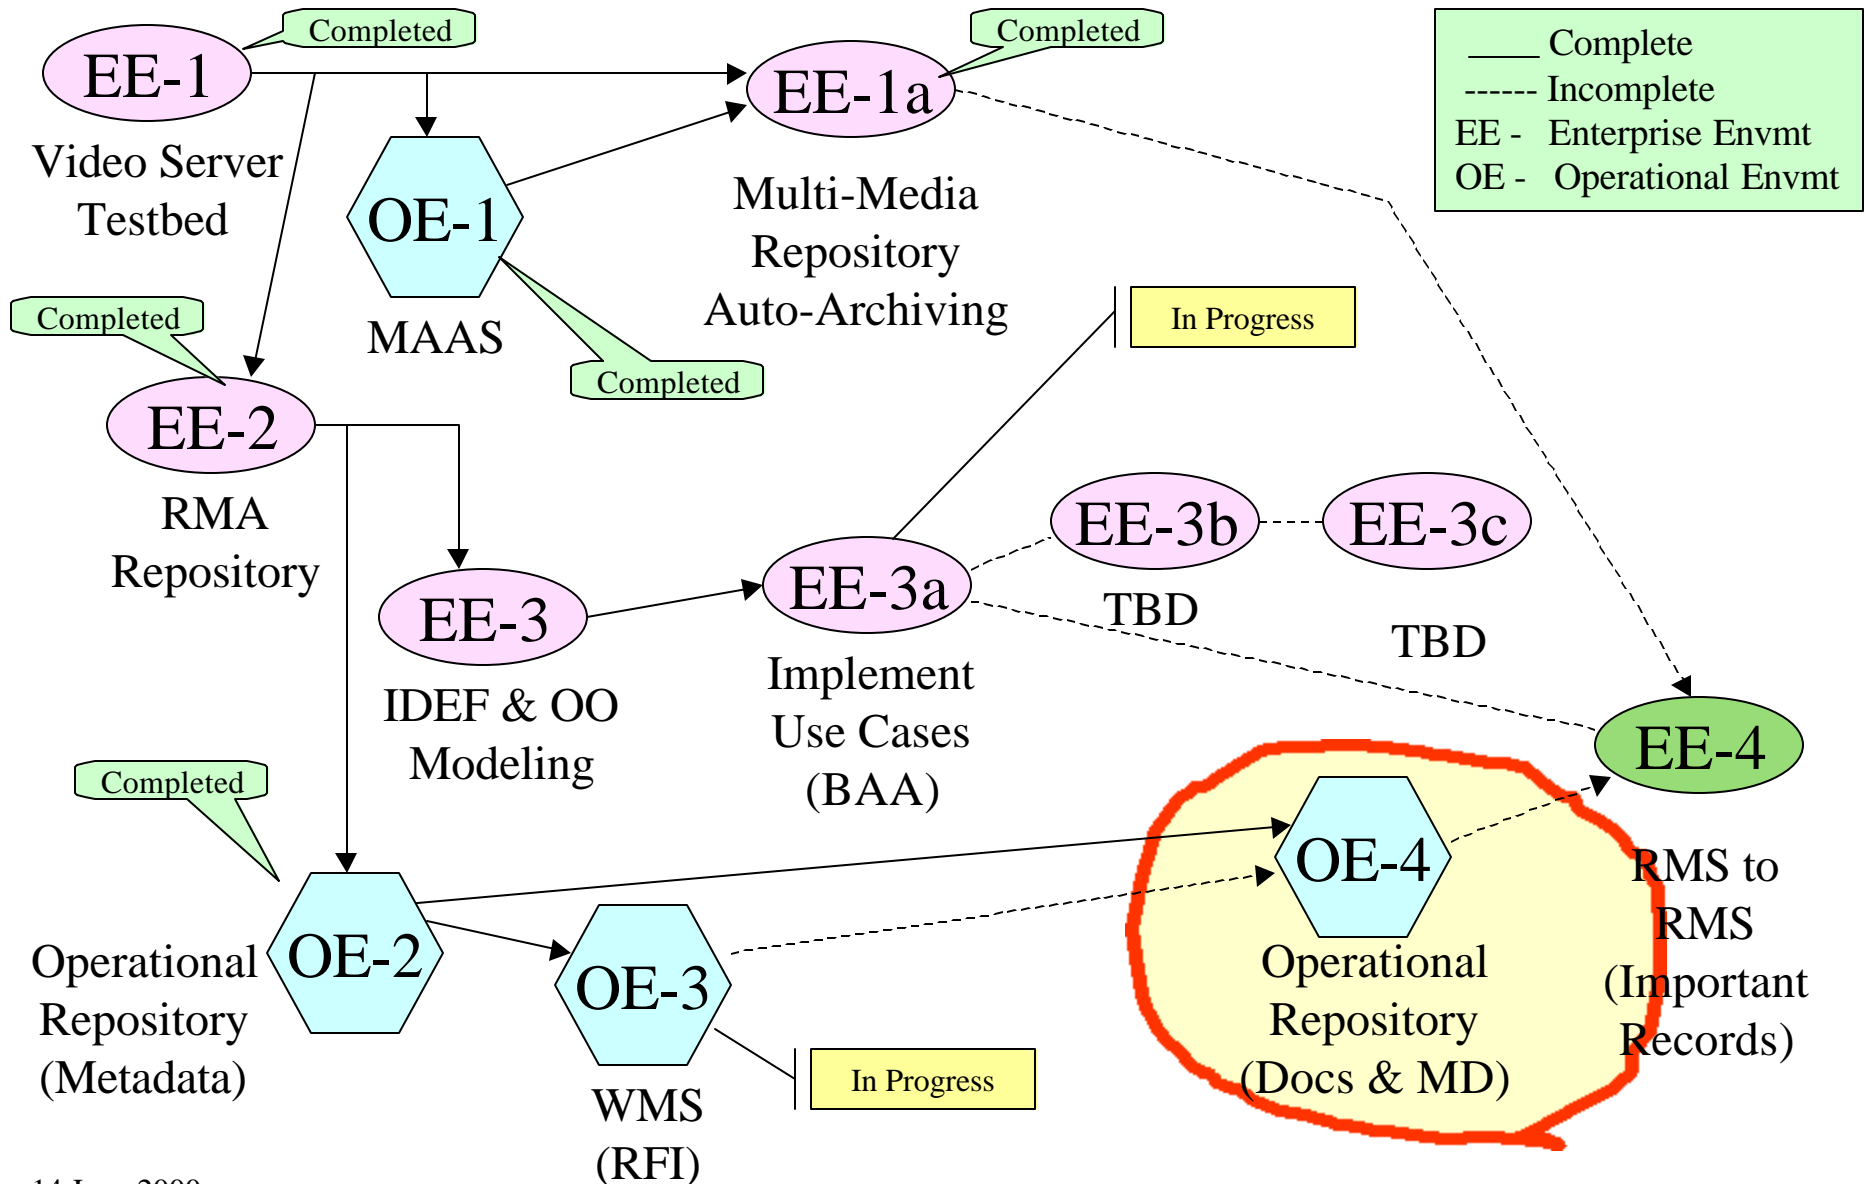 Completed
EE-1
Video Server
Testbed
Completed
EE-1a
Multi-Media
Repository
Auto-Archiving
____ Complete
------ Incomplete
EE - Enterprise Envmt
OE - Operational Envmt
OE-1
MAAS
Completed
Completed
EE-2
RMA
Repository
In Progress
EE-3
IDEF & OO
Modeling
EE-3a
Implement
Use Cases
(BAA)
EE-3b
TBD
EE-3c
TBD
EE-4
RMS to
RMS
(Important
Records)
Completed
OE-2
Operational
Repository
(Metadata)
OE-3
WMS
(RFI)
In Progress
OE-4
Operational
Repository
(Docs & MD)